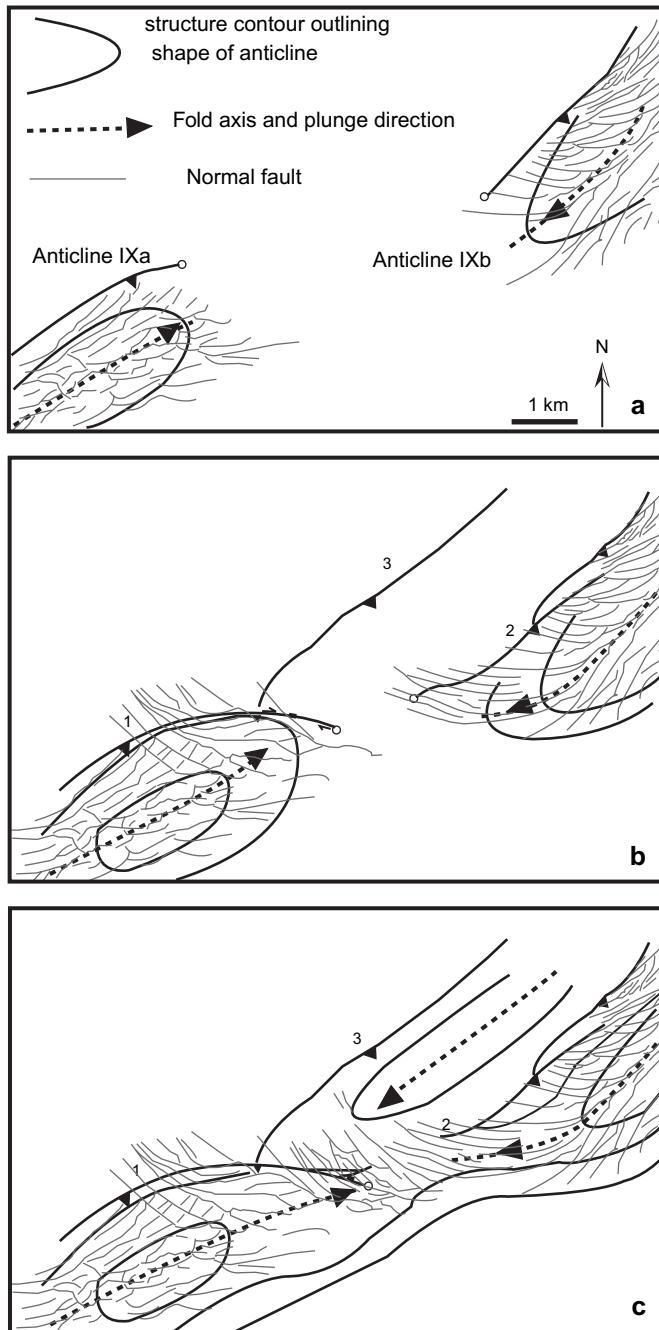 structure contour outlining
shape of anticline
Fold axis and plunge direction
Normal fault
Anticline IXa
Anticline IXb
N
1 km
a
3
2
1
b
3
2
1
c